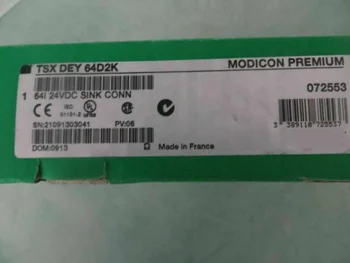 TSX DEY 64D2K MODICON PREMIUM
1 64I 24VDC SINK CONN 072553
SN:21091303041 PV:06
DOM:0913 Made in France